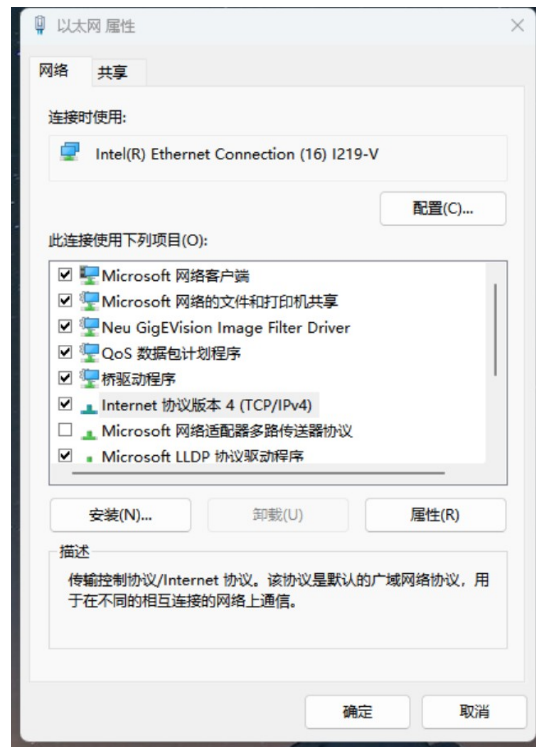 以太网 属性
网络
共享
连接时使用:
Intel(R) Ethernet Connection (16) I219-V
配置(C)...
此连接使用下列项目(O):
Microsoft 网络客户端
Microsoft 网络的文件和打印机共享
Neu GigEVision Image Filter Driver
QoS 数据包计划程序
桥驱动程序
Internet 协议版本 4 (TCP/IPv4)
Microsoft 网络适配器多路传送器协议
Microsoft LLDP 协议驱动程序
安装(N)...
卸载(U)
属性(R)
描述
传输控制协议/Internet 协议。该协议是默认的广域网络协议，用
于在不同的相互连接的网络上通信。
确定
取消